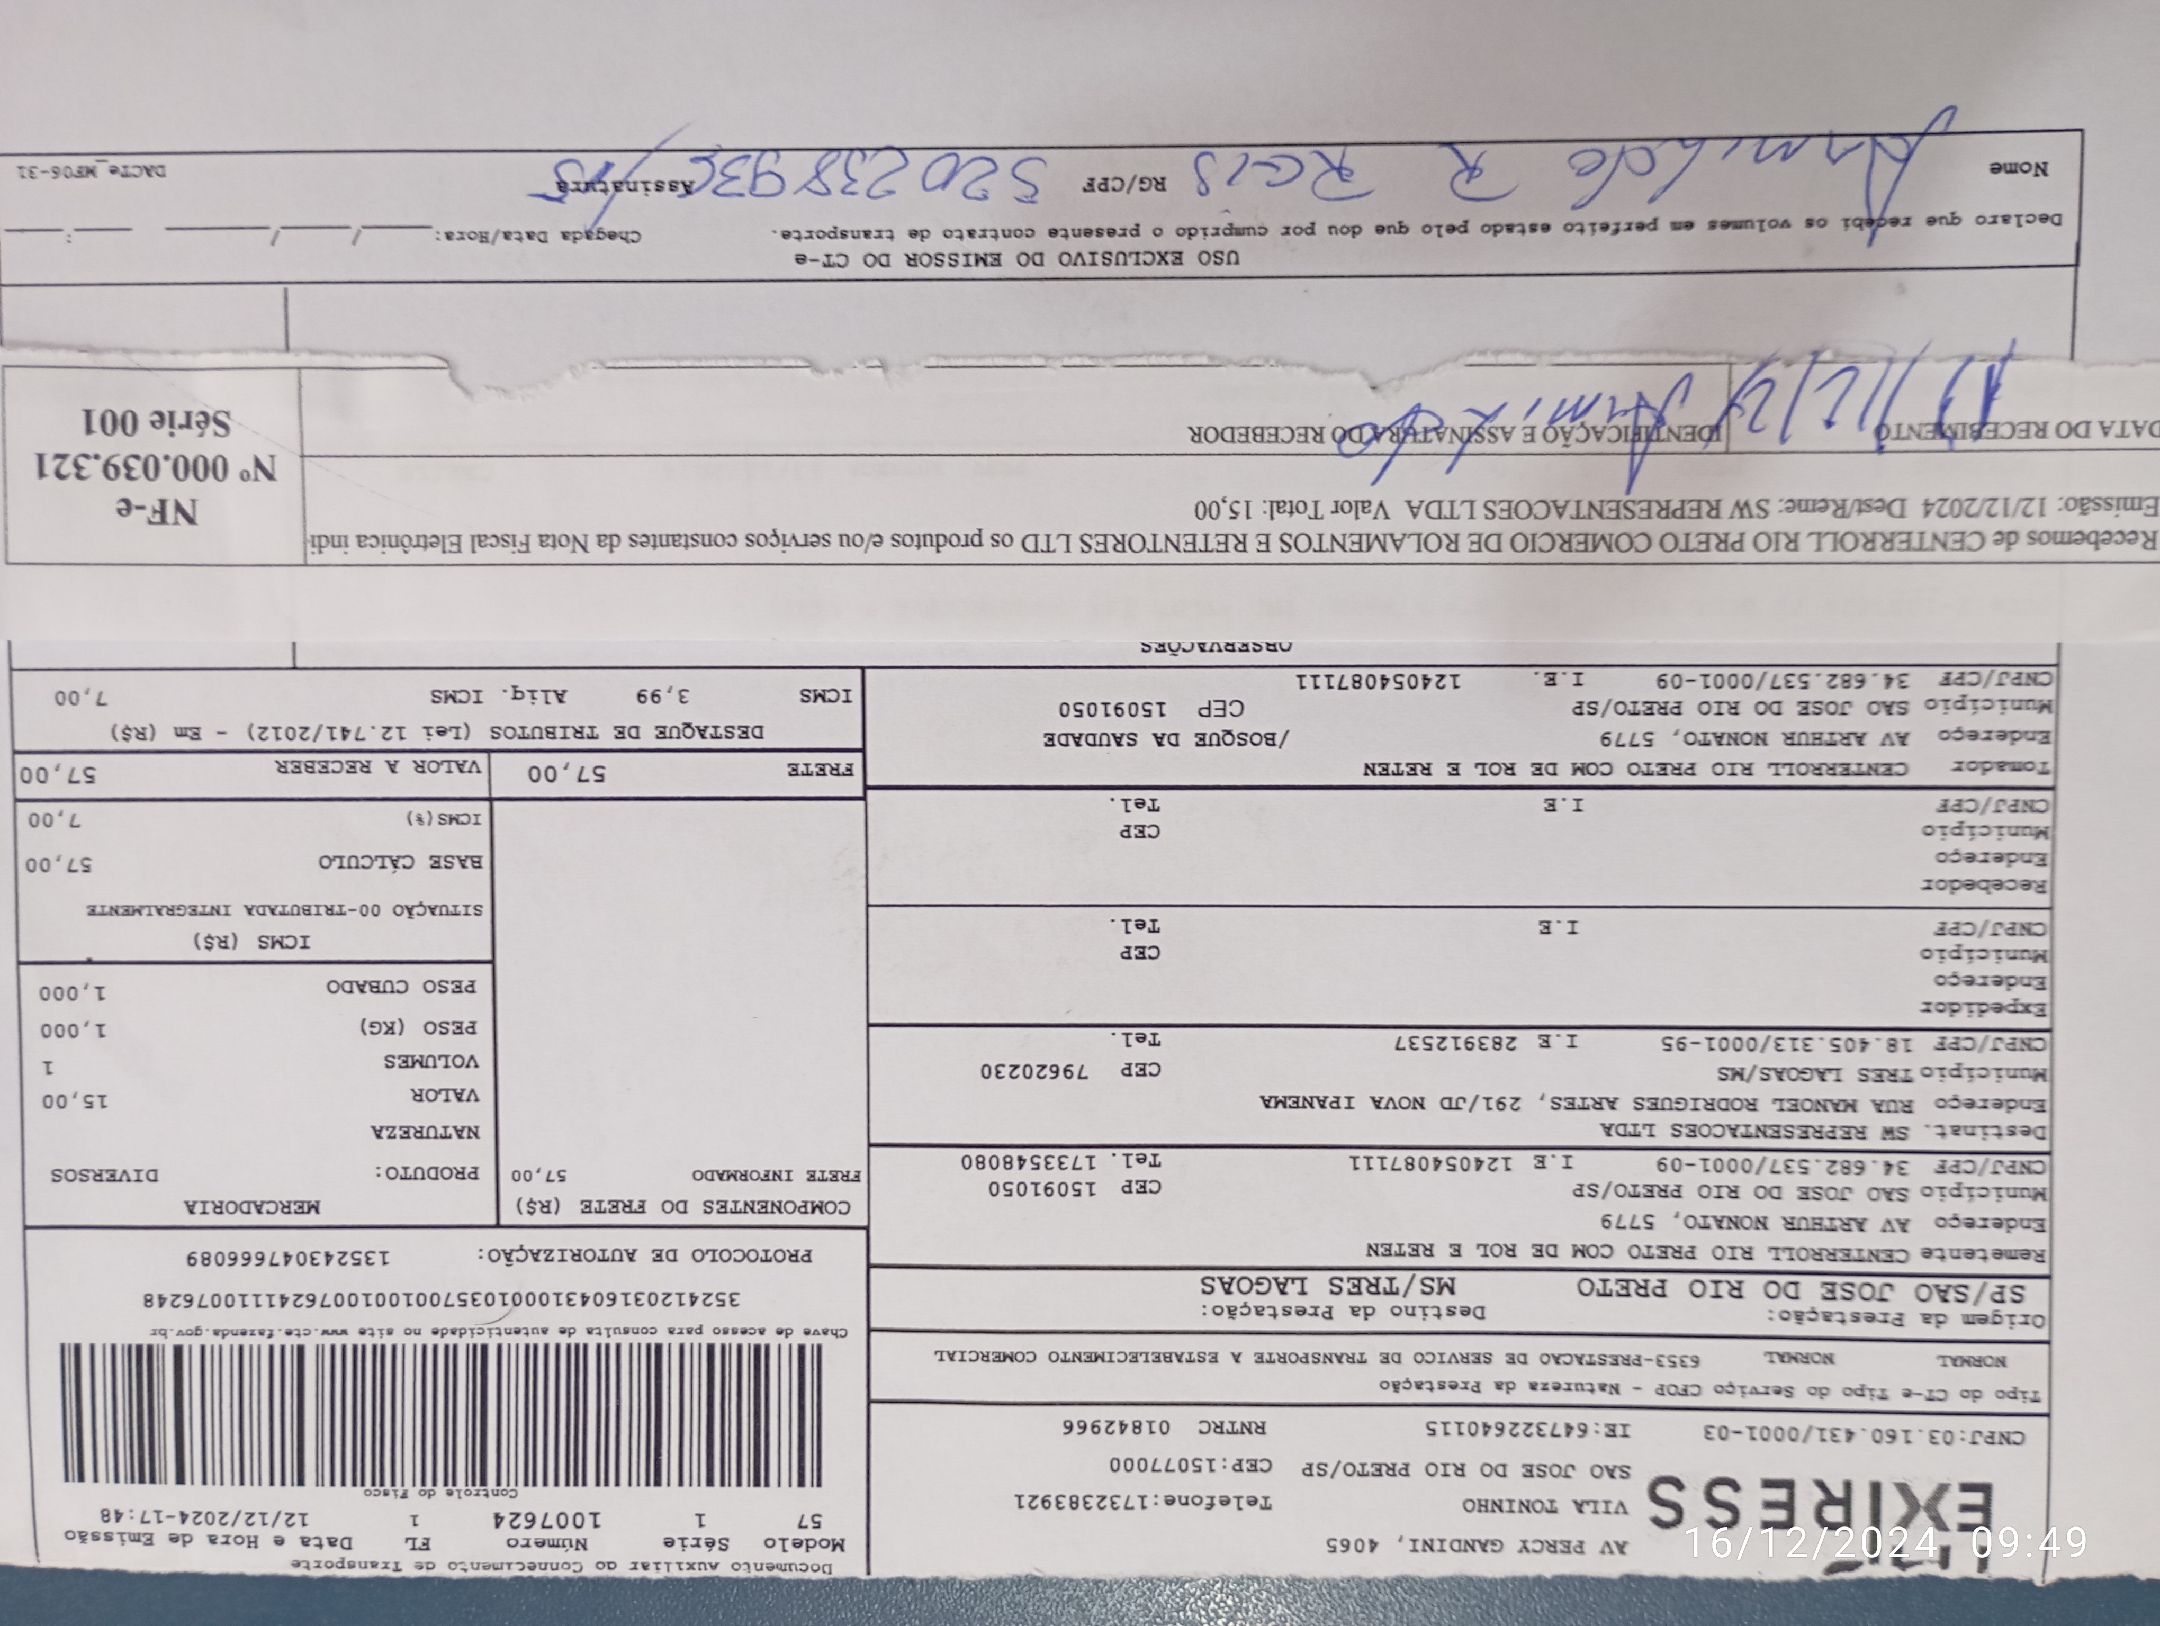 Documento Auxiliar ao Conhecimento de Transporte
EXPRESS
AV PERCY GANDINI, 4065
VILA TONINHO Telefone:1732383921
SAO JOSE DO RIO PRETO/SP CEP:15077000
CNPJ:03.160.431/0001-03 IE:647322640115 RNTRC 01842966
Modelo Série Número FL Data e Hora de Emissão
57 1 1007624 1 12/12/2024-17:48
Controle do Fisco
Chave de acesso para consulta de autenticidade no site www.cte.fazenda.gov.br
352412031604310001035700100100762411110076248
PROTOCOLO DE AUTORIZAÇÃO: 135243047666089
Tipo do CT-e Tipo do Serviço CFOP - Natureza da Prestação
NORMAL NORMAL 6353-PRESTACAO DE SERVICO DE TRANSPORTE A ESTABELECIMENTO COMERCIAL
Origem da Prestação: Destino da Prestação:
SP/SAO JOSE DO RIO PRETO MS/TRES LAGOAS
Remetente CENTERROLL RIO PRETO COM DE ROL E RETEN
Endereço AV ARTHUR NONATO, 5779
Município SAO JOSE DO RIO PRETO/SP CEP 15091050
CNPJ/CPF 34.682.537/0001-09 I.E 124054087111 Tel. 1733548080
Destinat. SW REPRESENTACOES LTDA
Endereço RUA MANOEL RODRIGUES ARTES, 291/JD NOVA IPANEMA
Município TRES LAGOAS/MS CEP 79620230
CNPJ/CPF 18.405.313/0001-95 I.E 283912537 Tel.
Expedidor
Endereço
Município CEP
CNPJ/CPF I.E Tel.
Recebedor
Endereço
Município CEP
CNPJ/CPF I.E Tel.
Tomador CENTERROLL RIO PRETO COM DE ROL E RETEN
Endereço AV ARTHUR NONATO, 5779 /BOSQUE DA SAUDADE
Município SAO JOSE DO RIO PRETO/SP CEP 15091050
CNPJ/CPF 34.682.537/0001-09 I.E. 124054087111
COMPONENTES DO FRETE (R$)
FRETE INFORMADO 57,00
MERCADORIA
PRODUTO: DIVERSOS
NATUREZA
VALOR 15,00
VOLUMES 1
PESO (KG) 1,000
PESO CUBADO 1,000
ICMS (R$)
SITUAÇÃO 00-TRIBUTADA INTEGRALMENTE
BASE CÁLCULO 57,00
ICMS(%) 7,00
FRETE 57,00 VALOR A RECEBER 57,00
DESTAQUE DE TRIBUTOS (Lei 12.741/2012) - Em (R$)
ICMS 3,99 Aliq. ICMS 7,00
OBSERVAÇÕES
Recebemos de CENTERROLL RIO PRETO COMERCIO DE ROLAMENTOS E RETENTORES LTD os produtos e/ou serviços constantes da Nota Fiscal Eletrônica indi
Emissão: 12/12/2024 Dest/Reme: SW REPRESENTACOES LTDA Valor Total: 15,00
DATA DO RECEBIMENTO IDENTIFICAÇÃO E ASSINATURA DO RECEBEDOR
NF-e
Nº 000.039.321
Série 001
USO EXCLUSIVO DO EMISSOR DO CT-e
Declaro que recebi os volumes em perfeito estado pelo que dou por cumprido o presente contrato de transporte. Chegada Data/Hora: ____/____/____ ___:___
Nome RG/CPF Assinatura
DACTe_MF06-31
16/12/2024 09:49